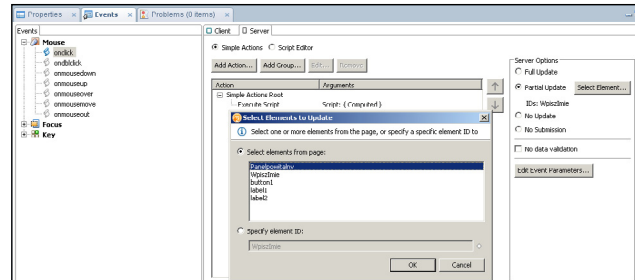 Properties
Events
Problems (0 items)
Events
Mouse
onclick
ondblclick
onmousedown
onmouseup
onmouseover
onmousemove
onmouseout
Focus
Key
Client
Server
Simple Actions
Script Editor
Add Action...
Add Group...
Edit...
Remove
Action
Arguments
Simple Actions Root
Execute Script
Script: {Computed}
Select Elements to Update
Select one or more elements from the page, or specify a specific element ID to
Select elements from page:
Panelpowitalny
WpiszImie
button1
label1
label2
Specify element ID:
WpiszImie
OK
Cancel
Server Options
Full Update
Partial Update
Select Element...
IDs: WpiszImie
No Update
No Submission
No data validation
Edit Event Parameters...